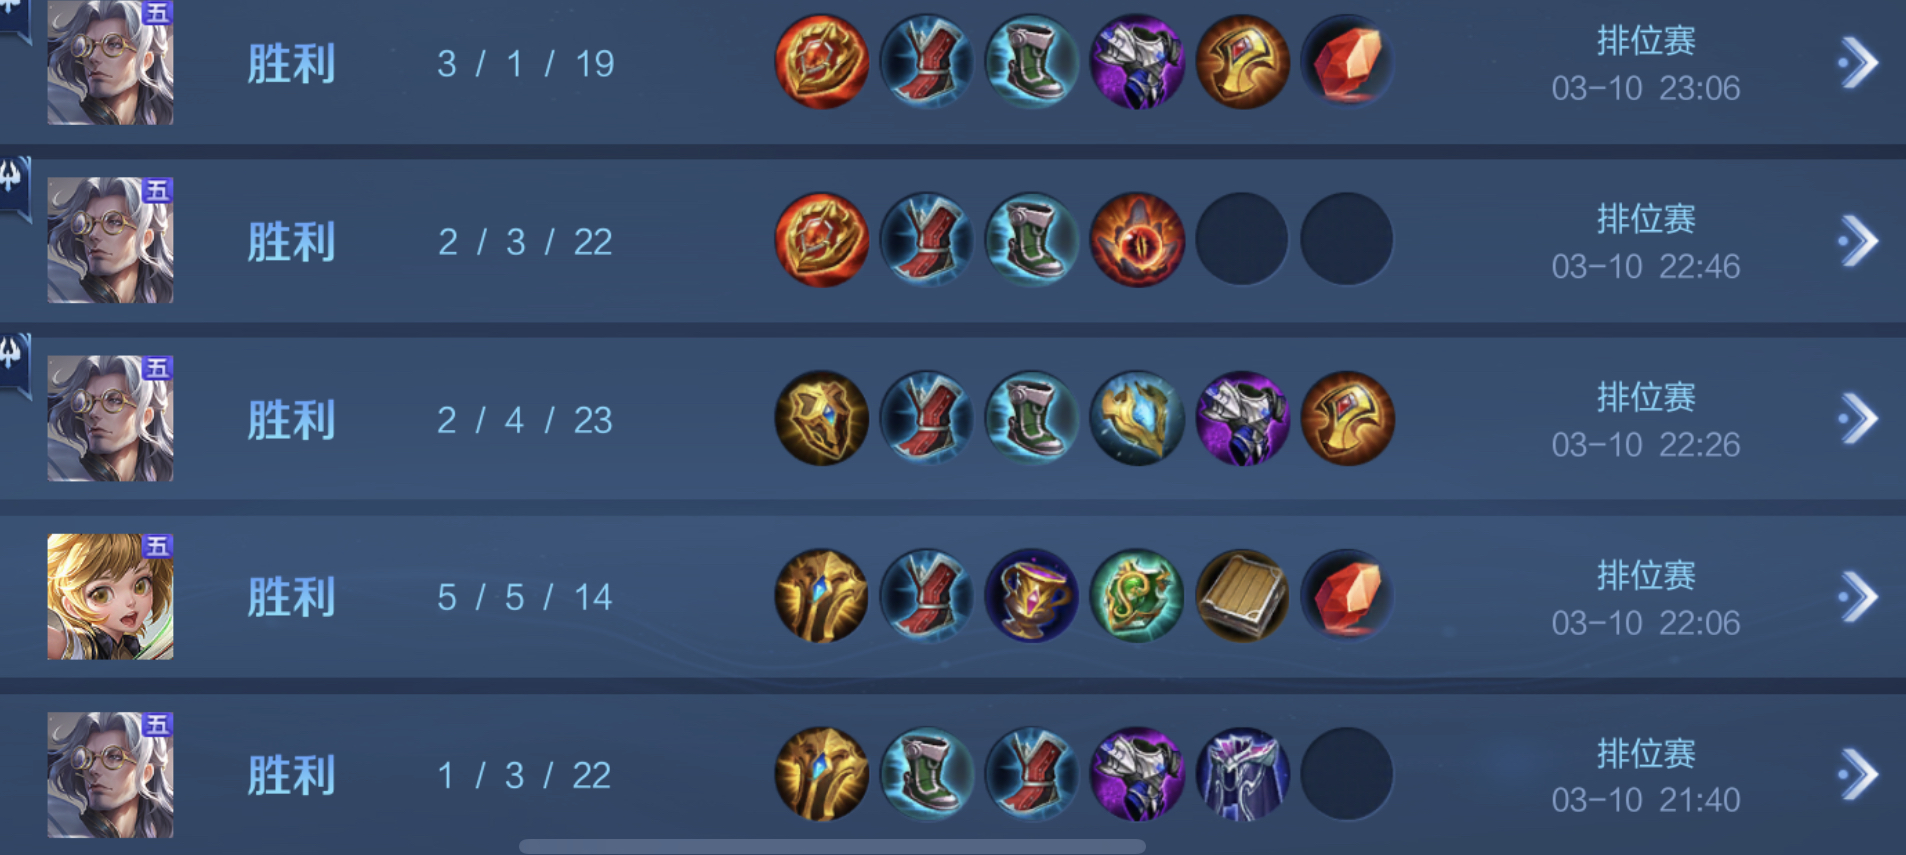 五
胜利
3 / 1 / 19
排位赛
03-10 23:06
五
胜利
2 / 3 / 22
排位赛
03-10 22:46
五
胜利
2 / 4 / 23
排位赛
03-10 22:26
五
胜利
5 / 5 / 14
排位赛
03-10 22:06
五
胜利
1 / 3 / 22
排位赛
03-10 21:40